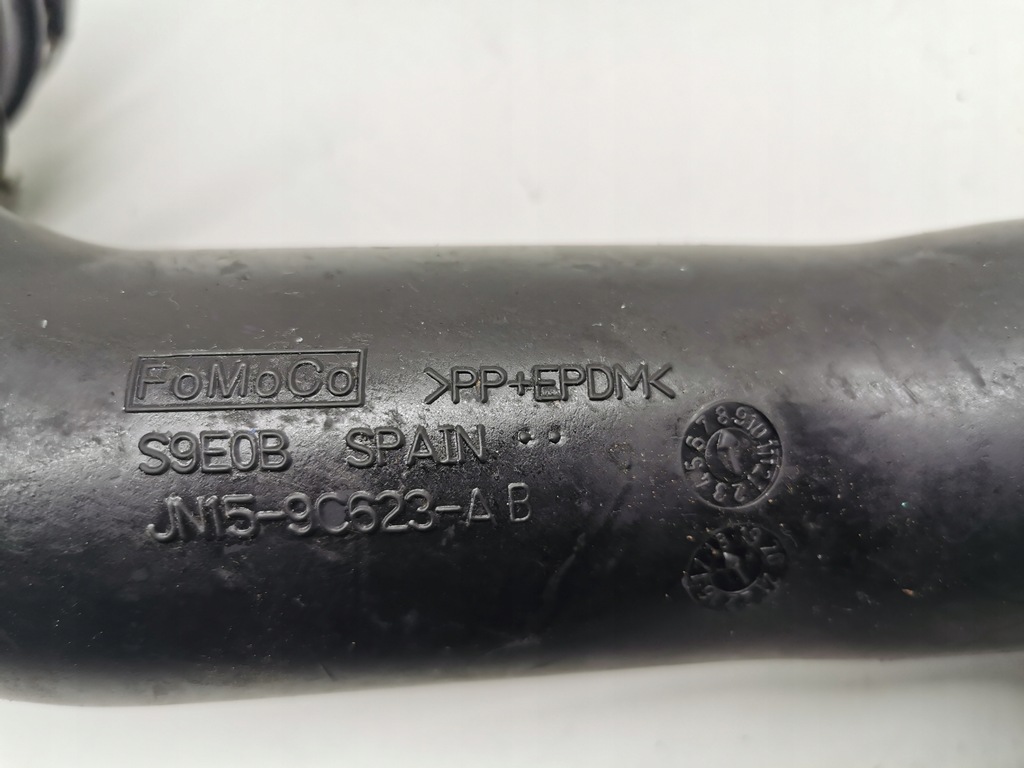 FoMoCo >PP+EPDM<
S9E0B SPAIN
JN15-9C623-AB